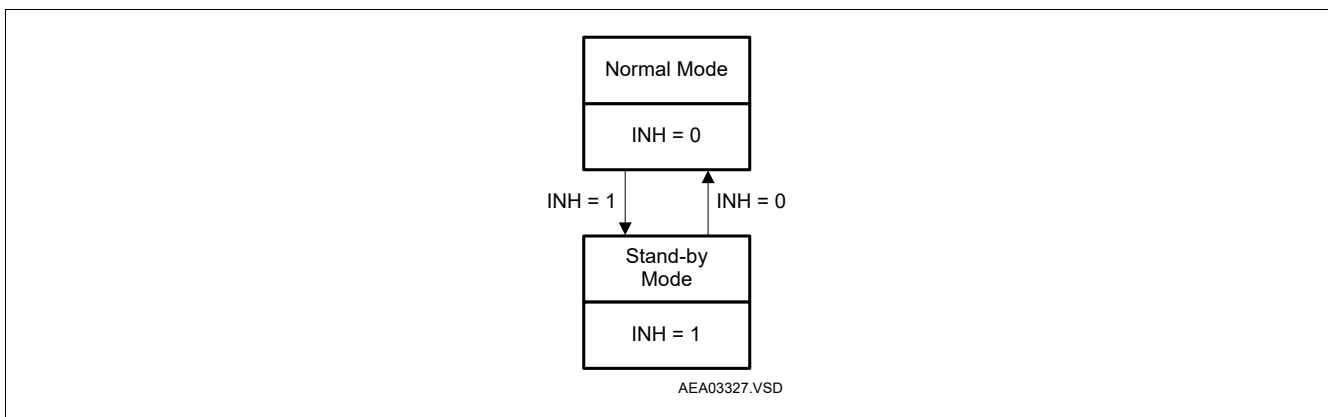 Normal Mode
INH = 0
INH = 1
INH = 0
Stand-by
Mode
INH = 1
AEA03327.VSD